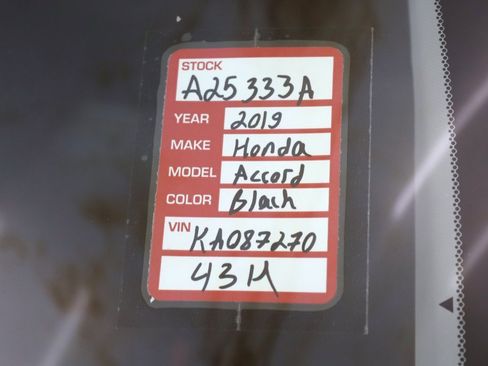 STOCK
A25333A
YEAR 2019
MAKE Honda
MODEL Accord
COLOR Black
VIN KA087270
43M